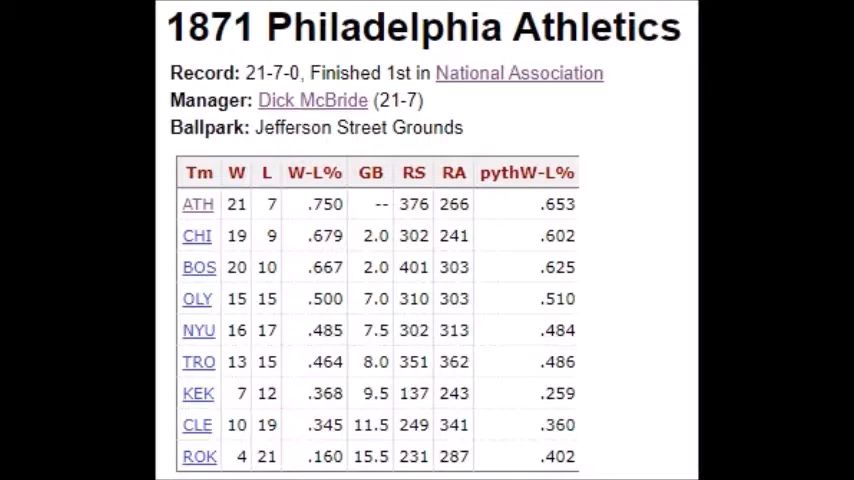 1871 Philadelphia Athletics
Record: 21-7-0, Finished 1st in National Association
Manager: Dick McBride (21-7)
Ballpark: Jefferson Street Grounds
Tm W L W-L% GB RS RA pythW-L%
ATH 21 7 .750 -- 376 266 .653
CHI 19 9 .679 2.0 302 241 .602
BOS 20 10 .667 2.0 401 303 .625
OLY 15 15 .500 7.0 310 303 .510
NYU 16 17 .485 7.5 302 313 .484
TRO 13 15 .464 8.0 351 362 .486
KEK 7 12 .368 9.5 137 243 .259
CLE 10 19 .345 11.5 249 341 .360
ROK 4 21 .160 15.5 231 287 .402